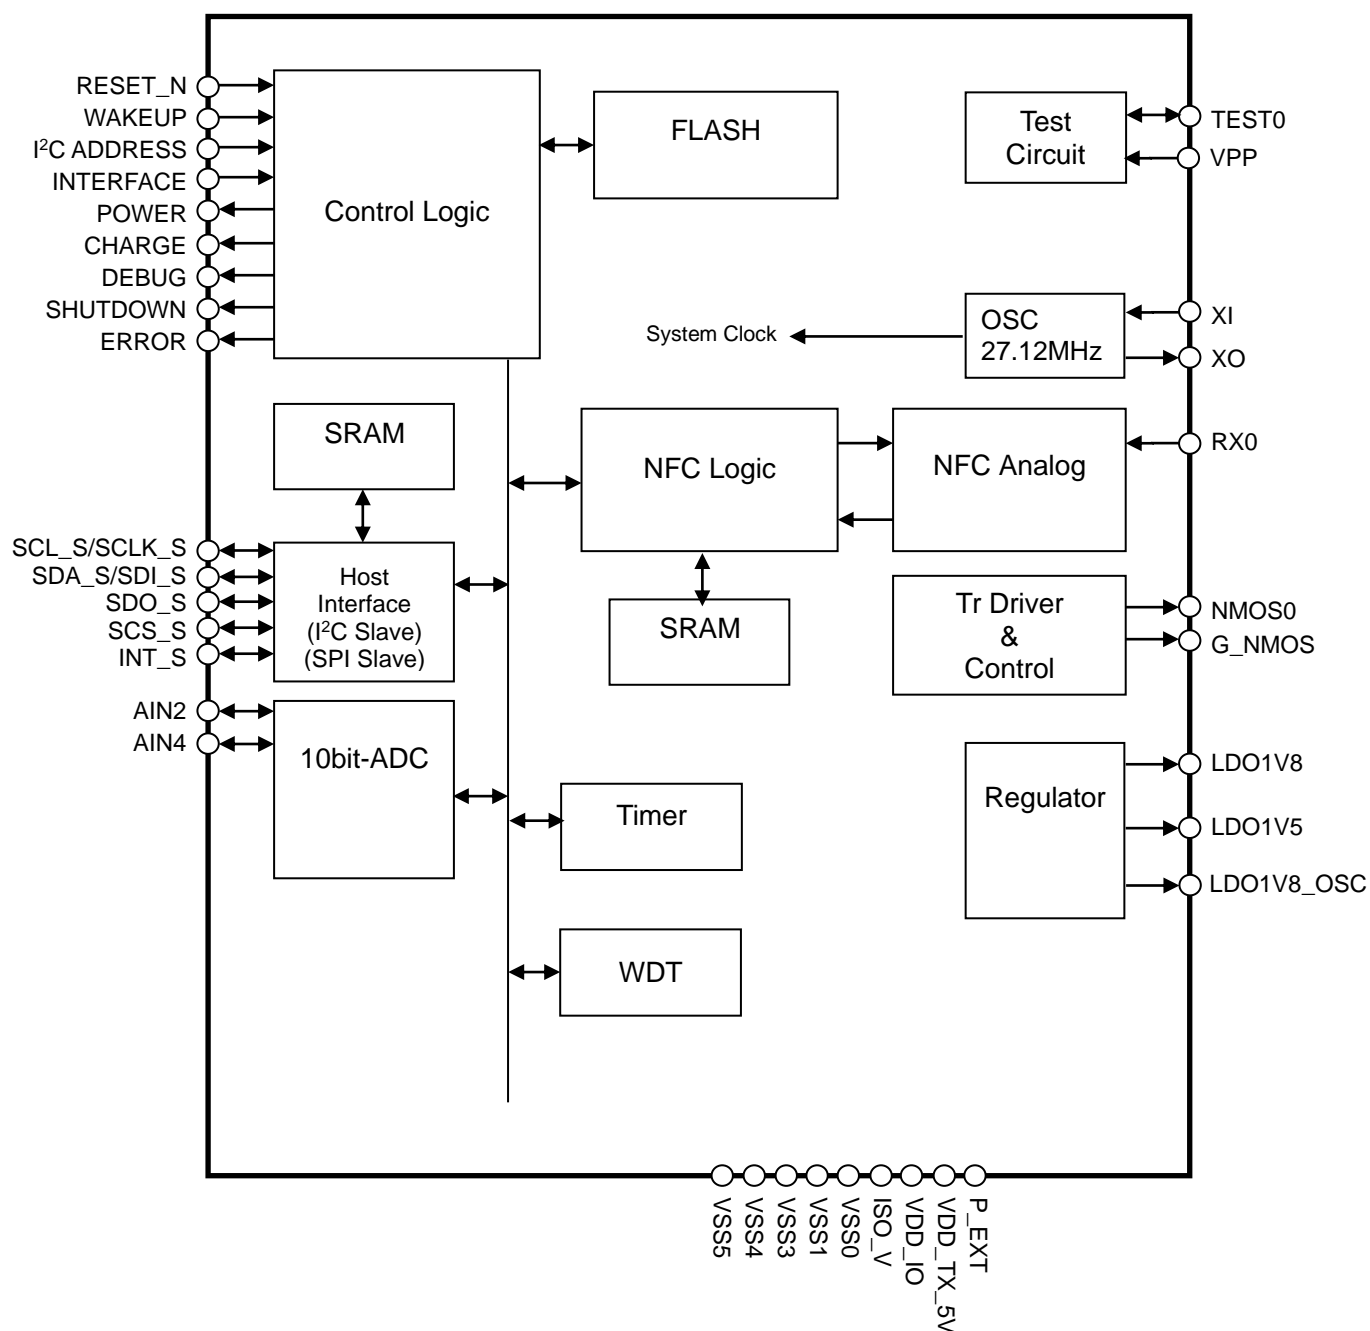 RESET_N
WAKEUP
I²C ADDRESS
INTERFACE
POWER
CHARGE
DEBUG
SHUTDOWN
ERROR
Control Logic
FLASH
Test
Circuit
TEST0
VPP
System Clock
OSC
27.12MHz
XI
XO
SRAM
NFC Logic
NFC Analog
RX0
SCL_S/SCLK_S
SDA_S/SDI_S
SDO_S
SCS_S
INT_S
Host
Interface
(I²C Slave)
(SPI Slave)
SRAM
Tr Driver
&
Control
NMOS0
G_NMOS
AIN2
AIN4
10bit-ADC
Timer
Regulator
LDO1V8
LDO1V5
LDO1V8_OSC
WDT
VSS5
VSS4
VSS3
VSS1
VSS0
ISO_V
VDD_IO
VDD_TX_5V
P_EXT